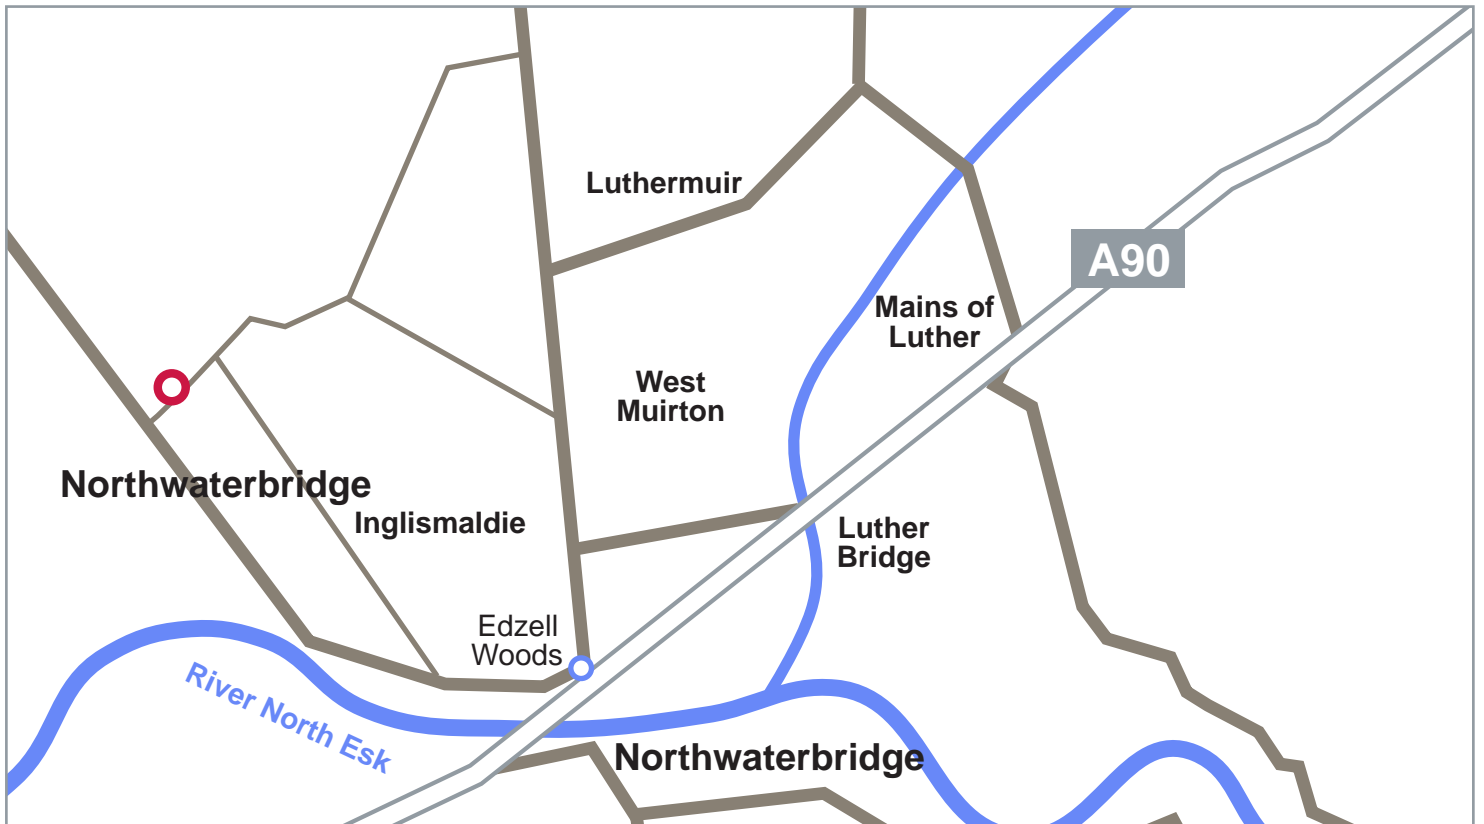 Luthermuir
A90
Mains of
Luther
West
Muirton
Northwaterbridge
Inglismaldie
Luther
Bridge
Edzell
Woods
River North Esk
Northwaterbridge